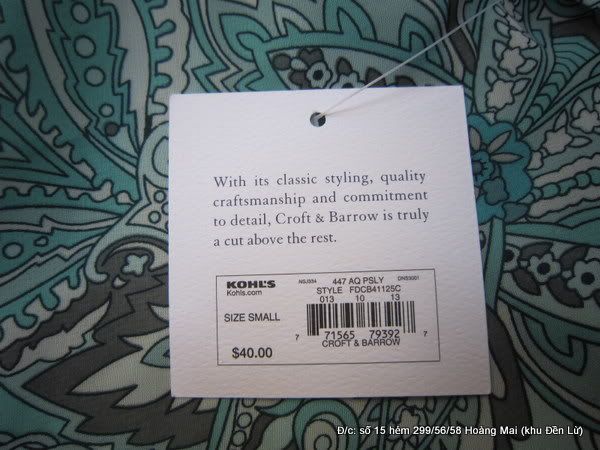 With its classic styling, quality
craftsmanship and commitment
to detail, Croft & Barrow is truly
a cut above the rest.
KOHL'S
Kohls.com
NSJ334 447 AQ PSLY DNS3001
STYLE FDCB41125C
013 10 13
SIZE SMALL
7 71565 79392 7
$40.00
CROFT & BARROW
Đ/c: số 15 hẻm 299/56/58 Hoàng Mai (khu Đền Lừ)